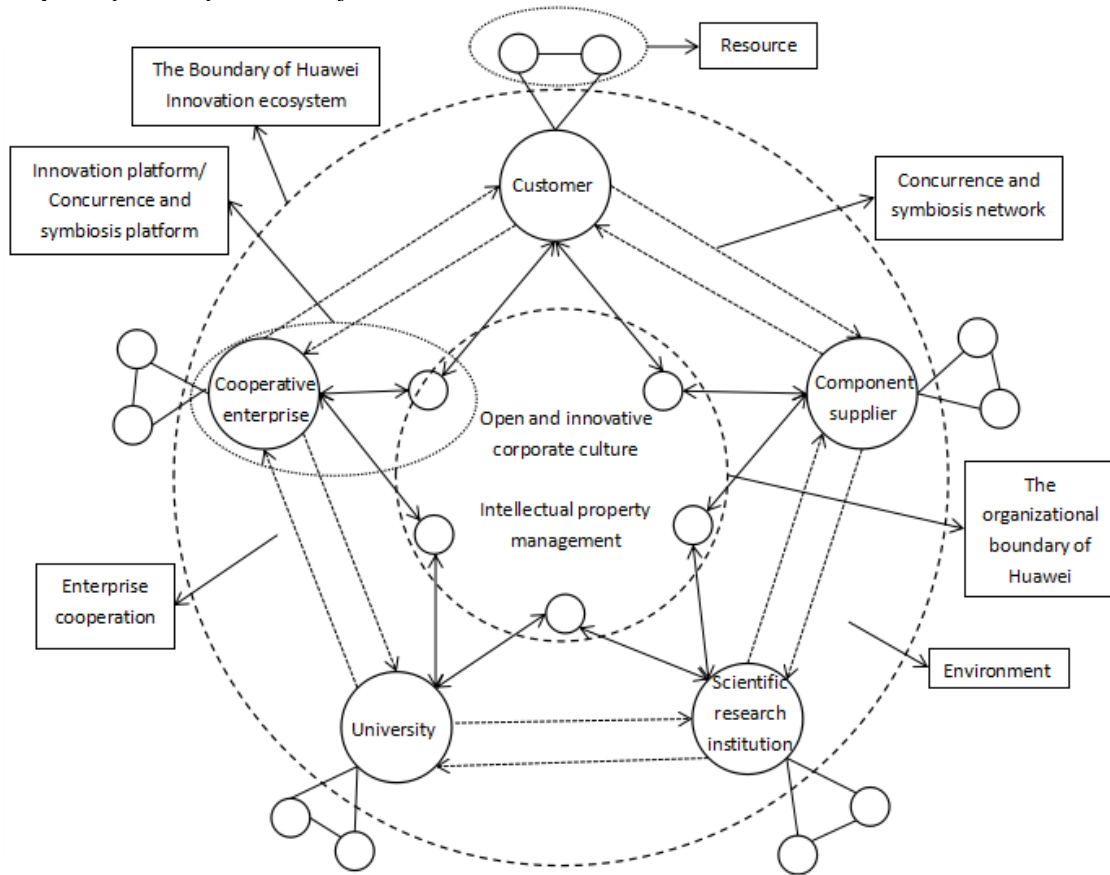 Resource
The Boundary of Huawei
Innovation ecosystem
Innovation platform/
Concurrence and
symbiosis platform
Customer
Concurrence and
symbiosis network
Cooperative
enterprise
Component
supplier
Open and innovative
corporate culture
Intellectual property
management
The
organizational
boundary of
Huawei
Enterprise
cooperation
Environment
University
Scientific
research
institution